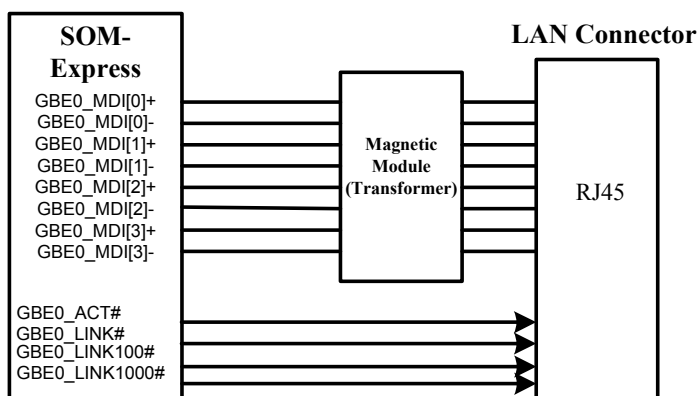 SOM-
Express
LAN Connector
GBE0_MDI[0]+
GBE0_MDI[0]-
GBE0_MDI[1]+
GBE0_MDI[1]-
GBE0_MDI[2]+
GBE0_MDI[2]-
GBE0_MDI[3]+
GBE0_MDI[3]-
Magnetic
Module
(Transformer)
RJ45
GBE0_ACT#
GBE0_LINK#
GBE0_LINK100#
GBE0_LINK1000#